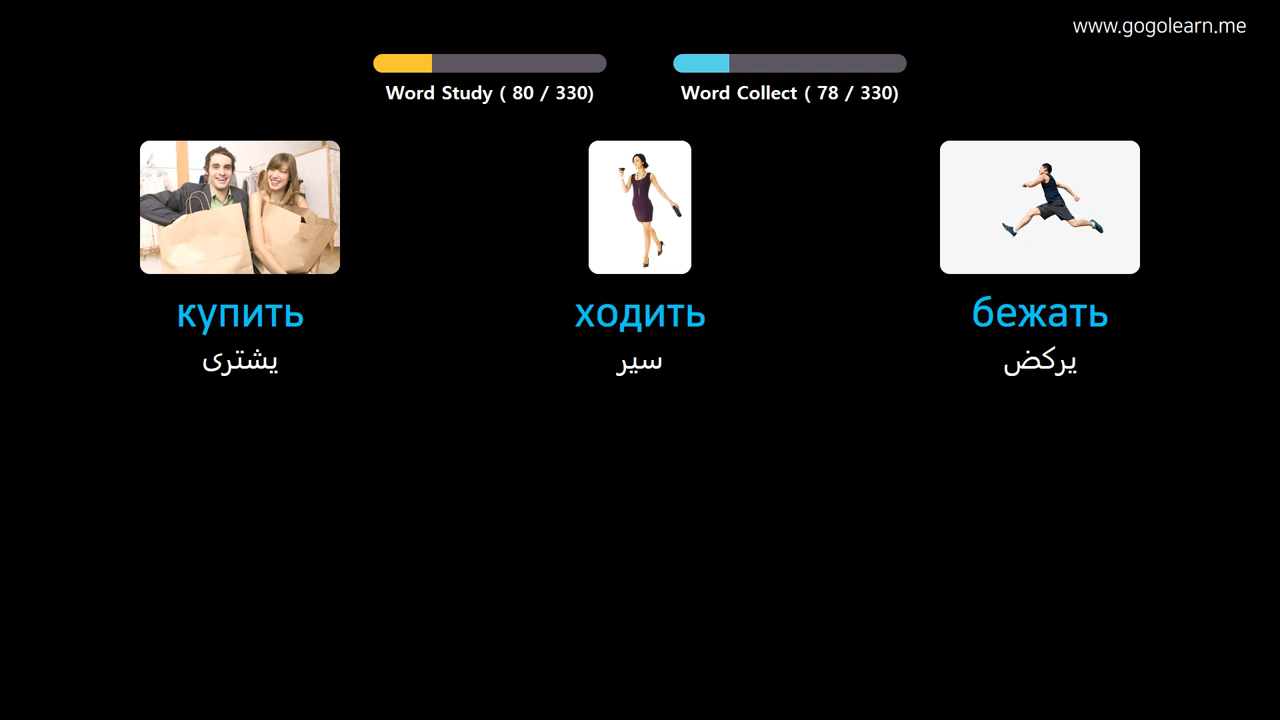 www.gogolearn.me
Word Study ( 80 / 330)
Word Collect ( 78 / 330)
купить
ходить
бежать
يشترى
سير
يركض